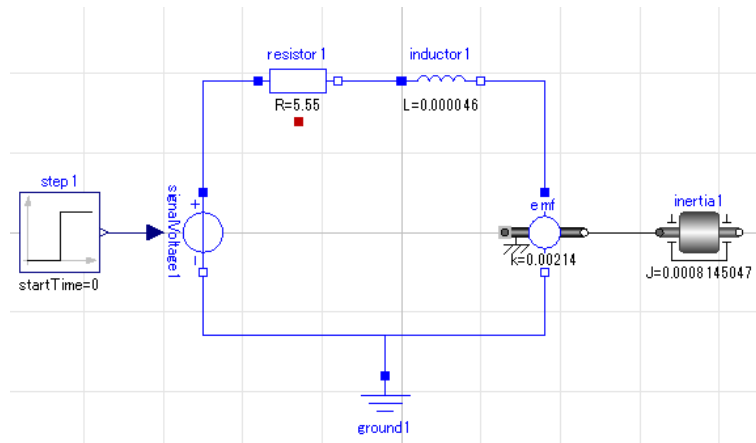 resistor1
inductor1
R=5.55
L=0.000046
step1
signalVoltage1
+
−
emf
inertia1
startTime=0
k=0.00214
J=0.0008145047
ground1